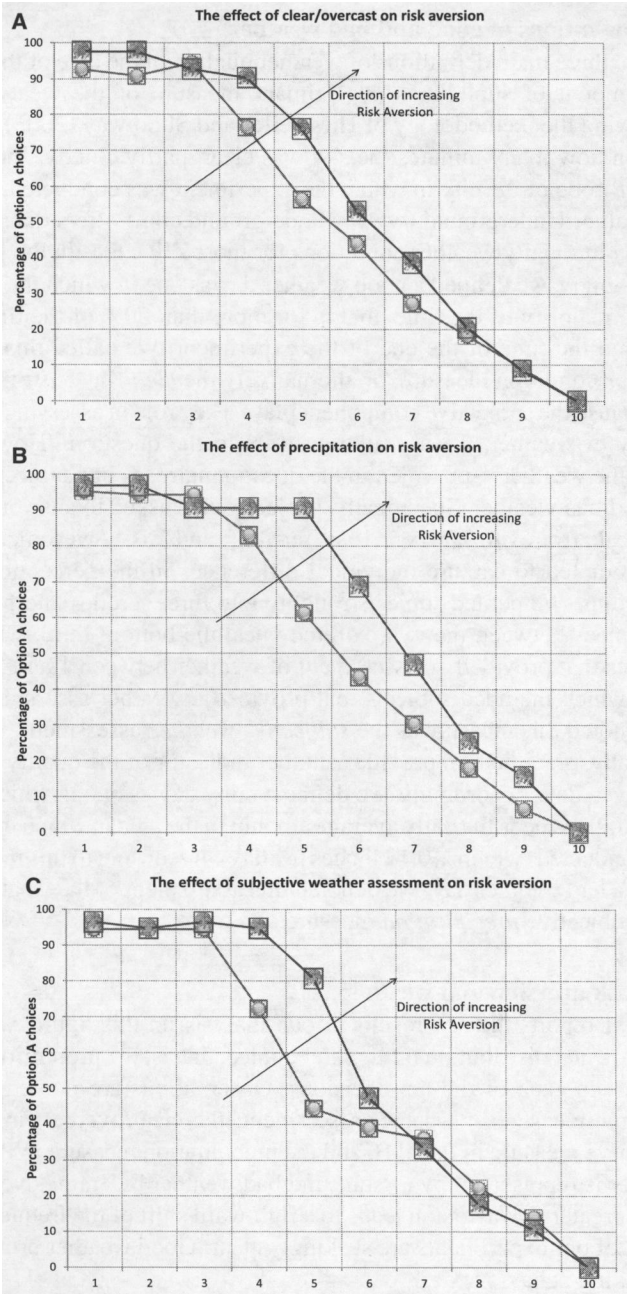 A
The effect of clear/overcast on risk aversion
Percentage of Option A choices
100
90
80
70
60
50
40
30
20
10
0
Direction of increasing
Risk Aversion
1 2 3 4 5 6 7 8 9 10
B
The effect of precipitation on risk aversion
Percentage of Option A choices
100
90
80
70
60
50
40
30
20
10
0
Direction of increasing
Risk Aversion
1 2 3 4 5 6 7 8 9 10
C
The effect of subjective weather assessment on risk aversion
Percentage of Option A choices
100
90
80
70
60
50
40
30
20
10
0
Direction of increasing
Risk Aversion
1 2 3 4 5 6 7 8 9 10